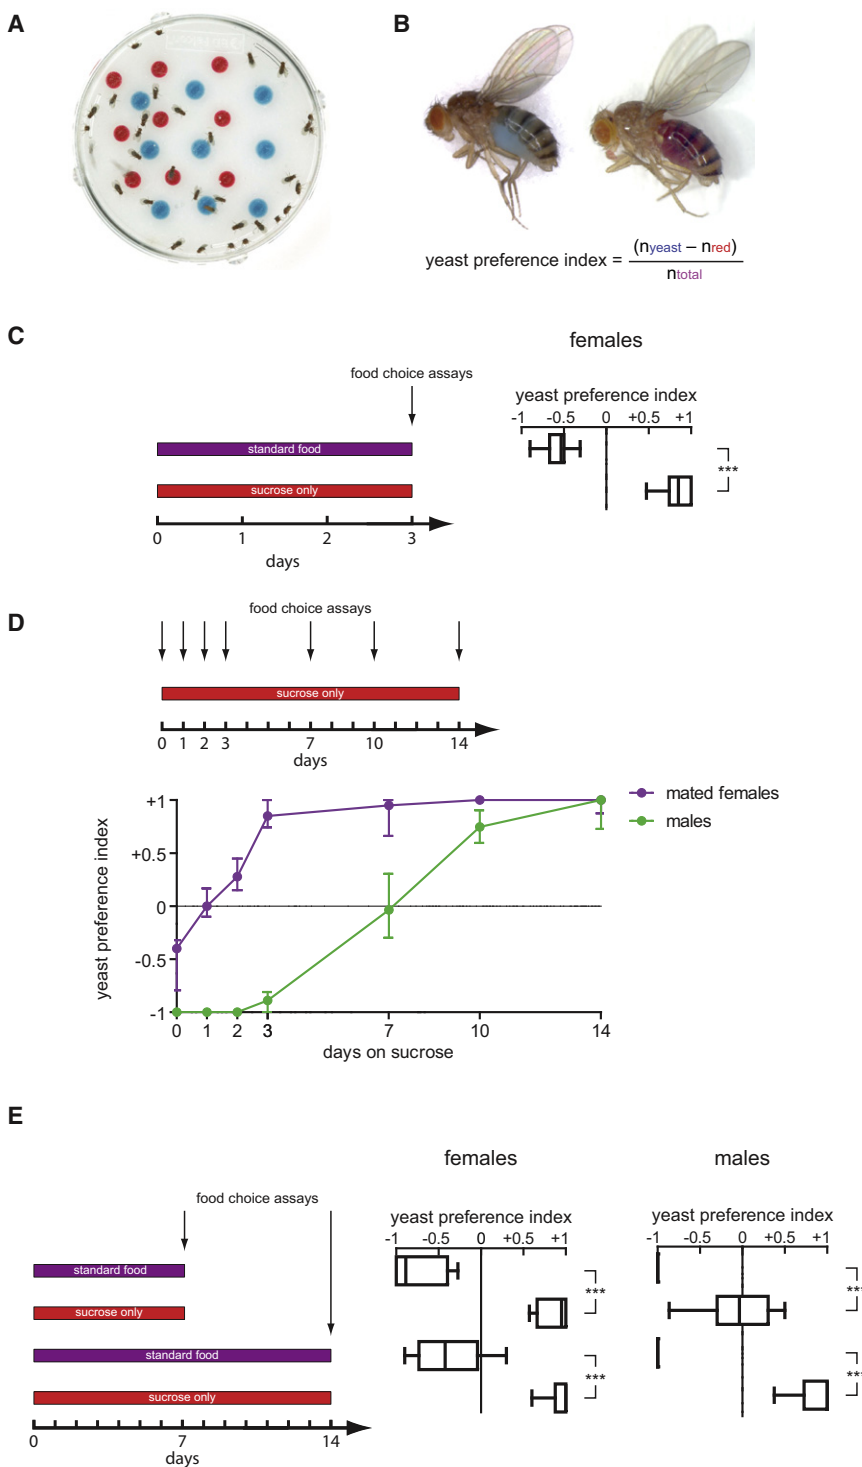 A
B
yeast preference index = (nyeast – nred)
ntotal
C
females
food choice assays
yeast preference index
-1 -0.5 0 +0.5 +1
standard food
***
sucrose only
0 1 2 3
days
D
food choice assays
sucrose only
0 1 2 3 7 10 14
days
mated females
males
yeast preference index
+1
+0.5
0
-0.5
-1
0 1 2 3 7 10 14
days on sucrose
E
females males
food choice assays
yeast preference index yeast preference index
-1 -0.5 0 +0.5 +1 -1 0 +0.5 +1
standard food
***
sucrose only
standard food
***
sucrose only
0 7 14
days